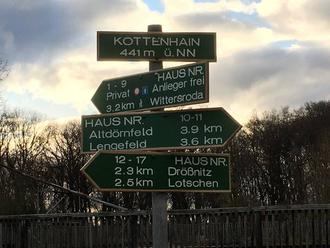 KOTTENHAIN
441 m ü.NN
HAUS NR.
1 - 9
Privat Anlieger frei
3.2 km Wittersroda
HAUS NR. 10-11
Altdörnfeld 3.9 km
Lengefeld 3.6 km
12 - 17 HAUS NR.
2.3 km Drößnitz
2.5 km Lotschen